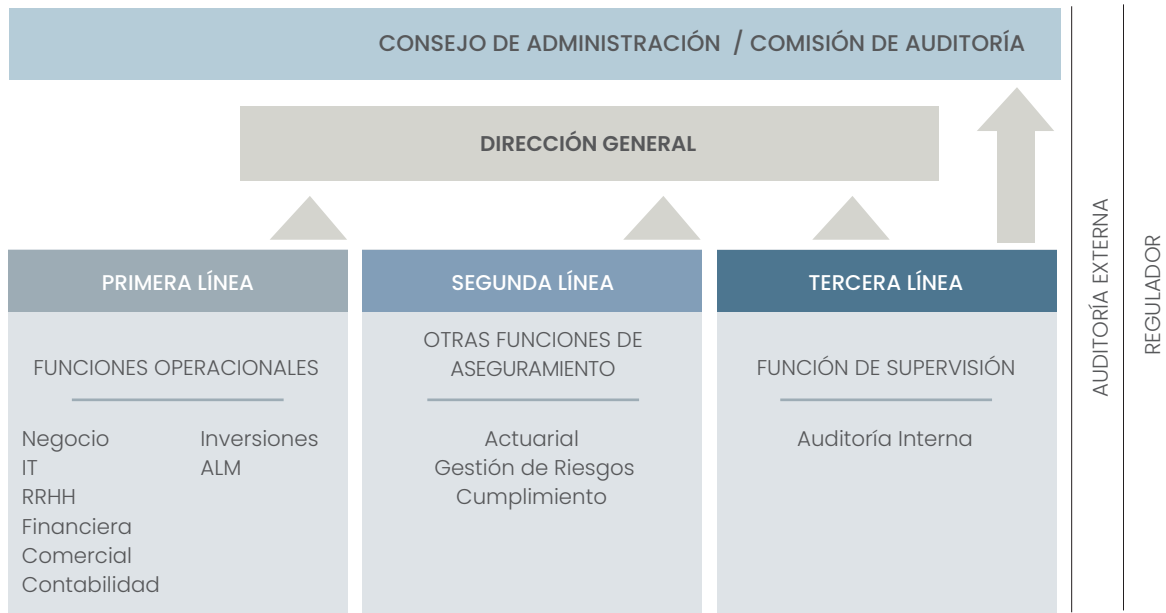 CONSEJO DE ADMINISTRACIÓN / COMISIÓN DE AUDITORÍA
DIRECCIÓN GENERAL
PRIMERA LÍNEA
FUNCIONES OPERACIONALES
Negocio
IT
RRHH
Financiera
Comercial
Contabilidad
Inversiones
ALM
SEGUNDA LÍNEA
OTRAS FUNCIONES DE
ASEGURAMIENTO
Actuarial
Gestión de Riesgos
Cumplimiento
TERCERA LÍNEA
FUNCIÓN DE SUPERVISIÓN
Auditoría Interna
AUDITORÍA EXTERNA
REGULADOR